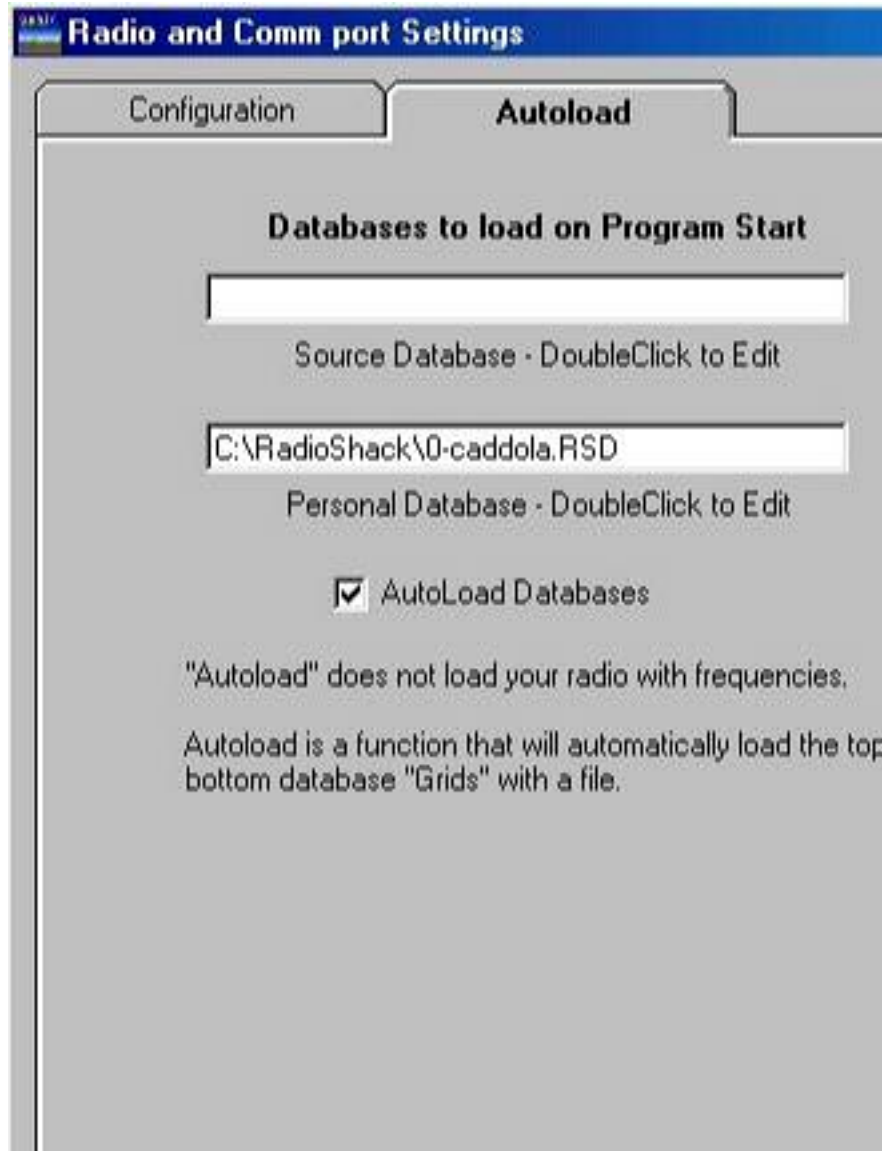 Radio and Comm port Settings
Configuration
Autoload
Databases to load on Program Start
Source Database - DoubleClick to Edit
C:\RadioShack\0-caddola.RSD
Personal Database - DoubleClick to Edit
AutoLoad Databases
"Autoload" does not load your radio with frequencies.
Autoload is a function that will automatically load the top
bottom database "Grids" with a file.